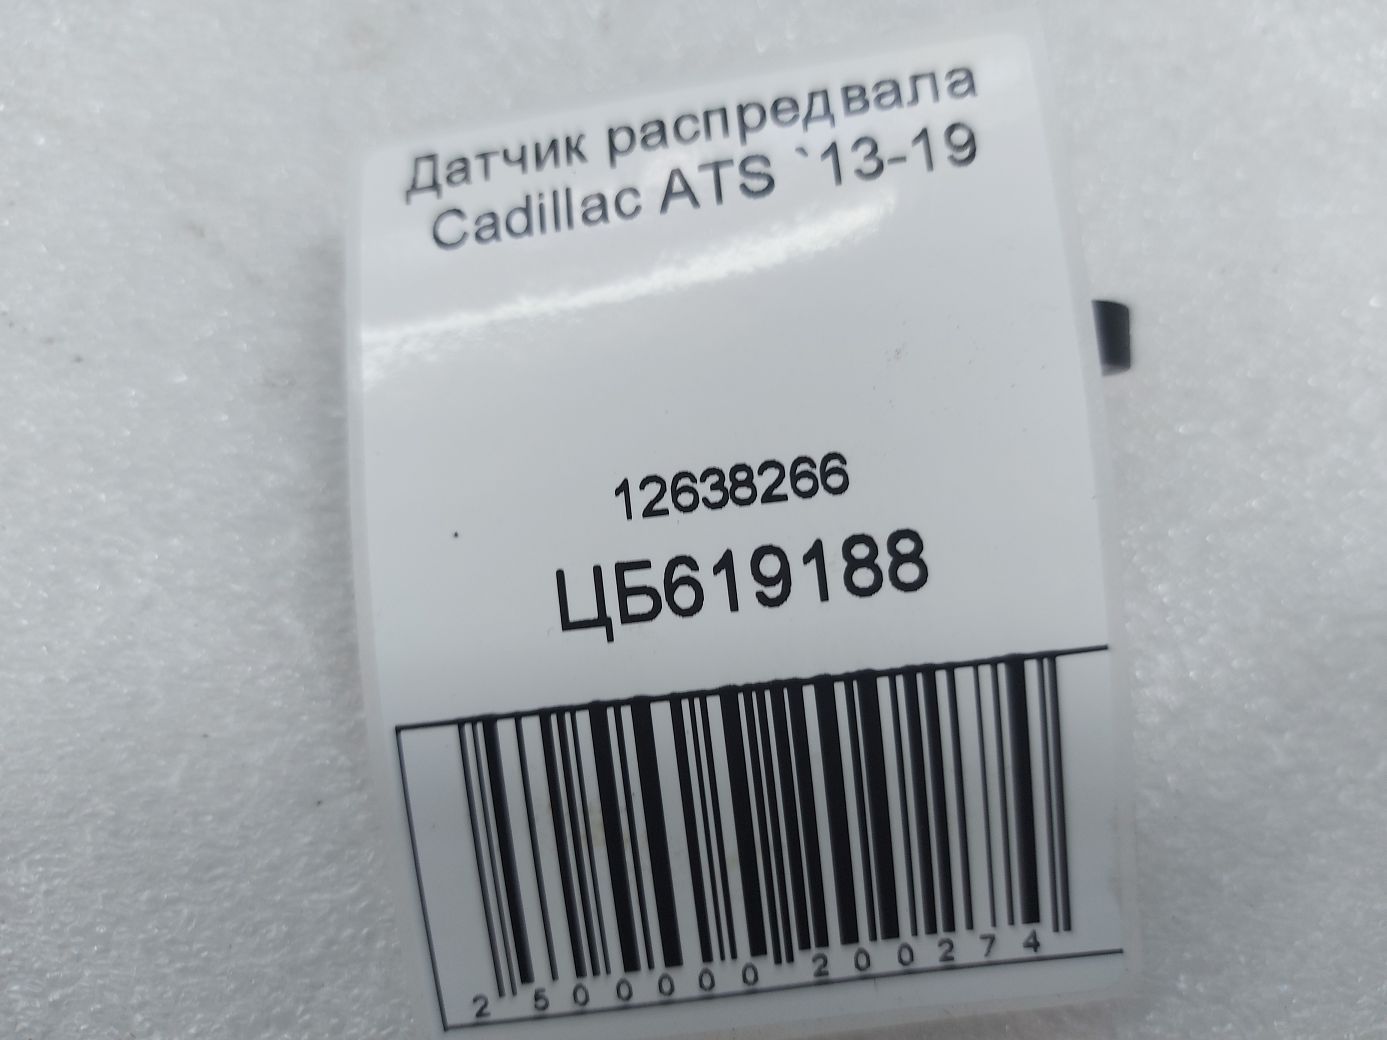 Датчик распредвала
Cadillac ATS `13-19
12638266
ЦБ619188
2500000200274